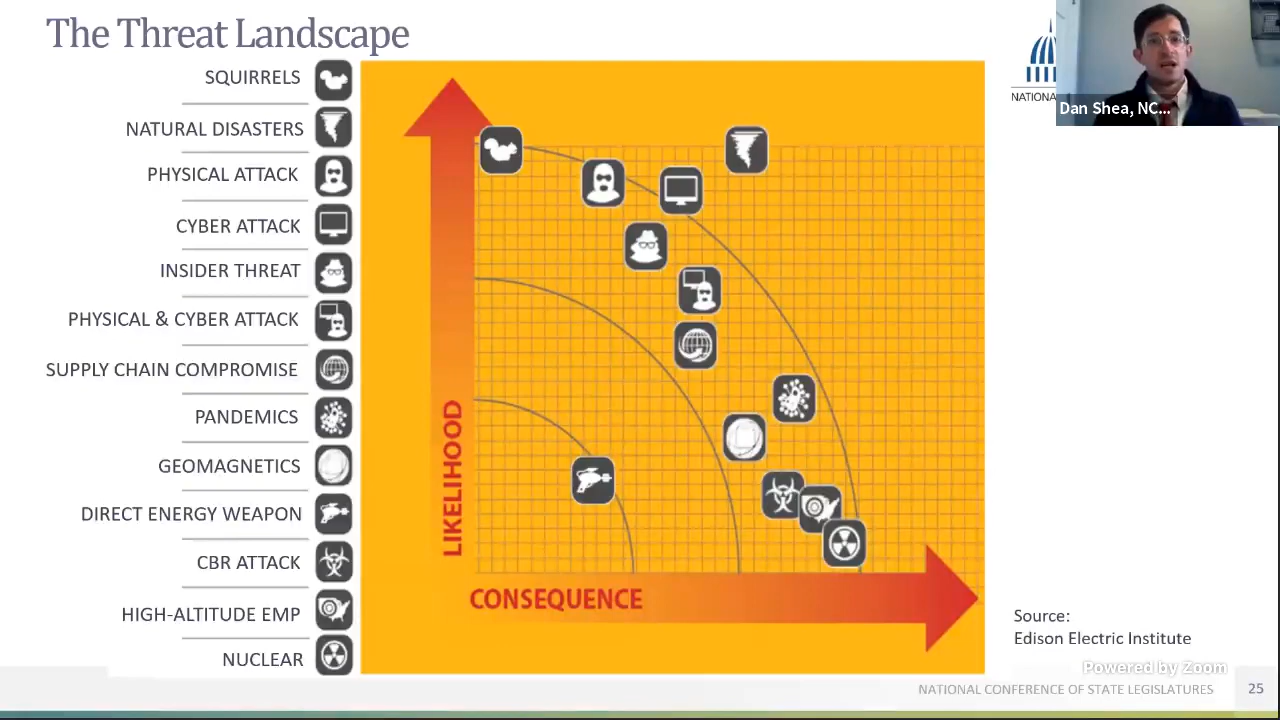 The Threat Landscape
SQUIRRELS
NATURAL DISASTERS
PHYSICAL ATTACK
CYBER ATTACK
INSIDER THREAT
PHYSICAL & CYBER ATTACK
SUPPLY CHAIN COMPROMISE
PANDEMICS
GEOMAGNETICS
DIRECT ENERGY WEAPON
CBR ATTACK
HIGH-ALTITUDE EMP
NUCLEAR
LIKELIHOOD
CONSEQUENCE
NATIONAL
Dan Shea, NC...
Source:
Edison Electric Institute
Powered by Zoom
NATIONAL CONFERENCE OF STATE LEGISLATURES
25